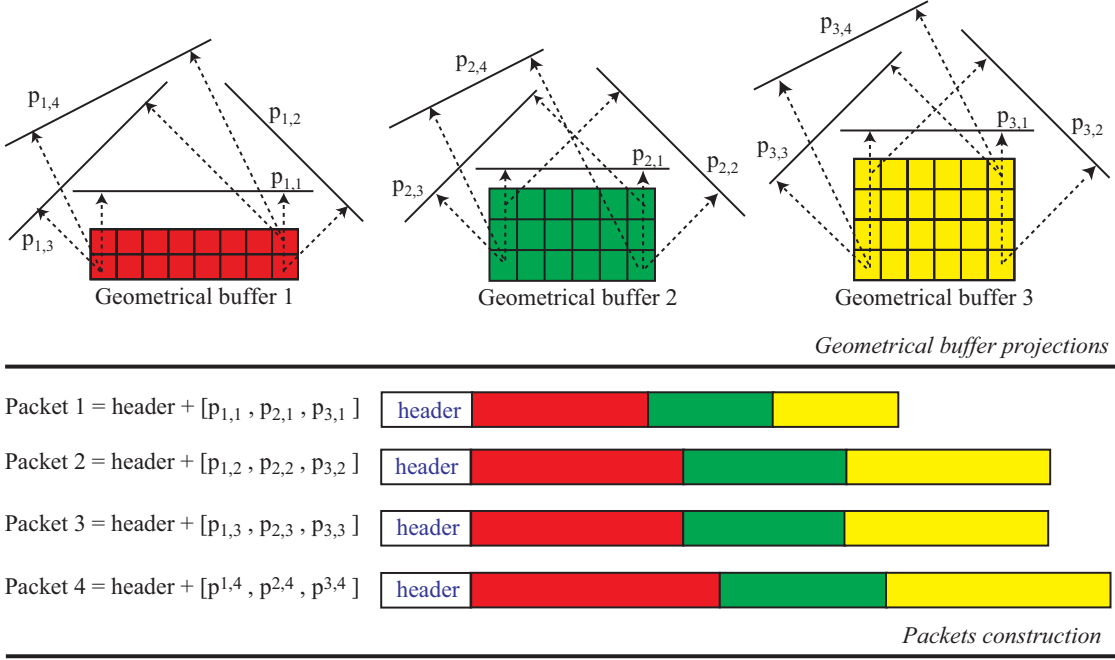 p₁,₄
p₁,₂
p₁,₁
p₁,₃
Geometrical buffer 1
p₂,₄
p₂,₁
p₂,₂
p₂,₃
Geometrical buffer 2
p₃,₄
p₃,₁
p₃,₂
p₃,₃
Geometrical buffer 3
Geometrical buffer projections
Packet 1 = header + [p₁,₁ , p₂,₁ , p₃,₁ ] header
Packet 2 = header + [p₁,₂ , p₂,₂ , p₃,₂ ] header
Packet 3 = header + [p₁,₃ , p₂,₃ , p₃,₃ ] header
Packet 4 = header + [p¹,⁴ , p²,⁴ , p³,⁴ ] header
Packets construction